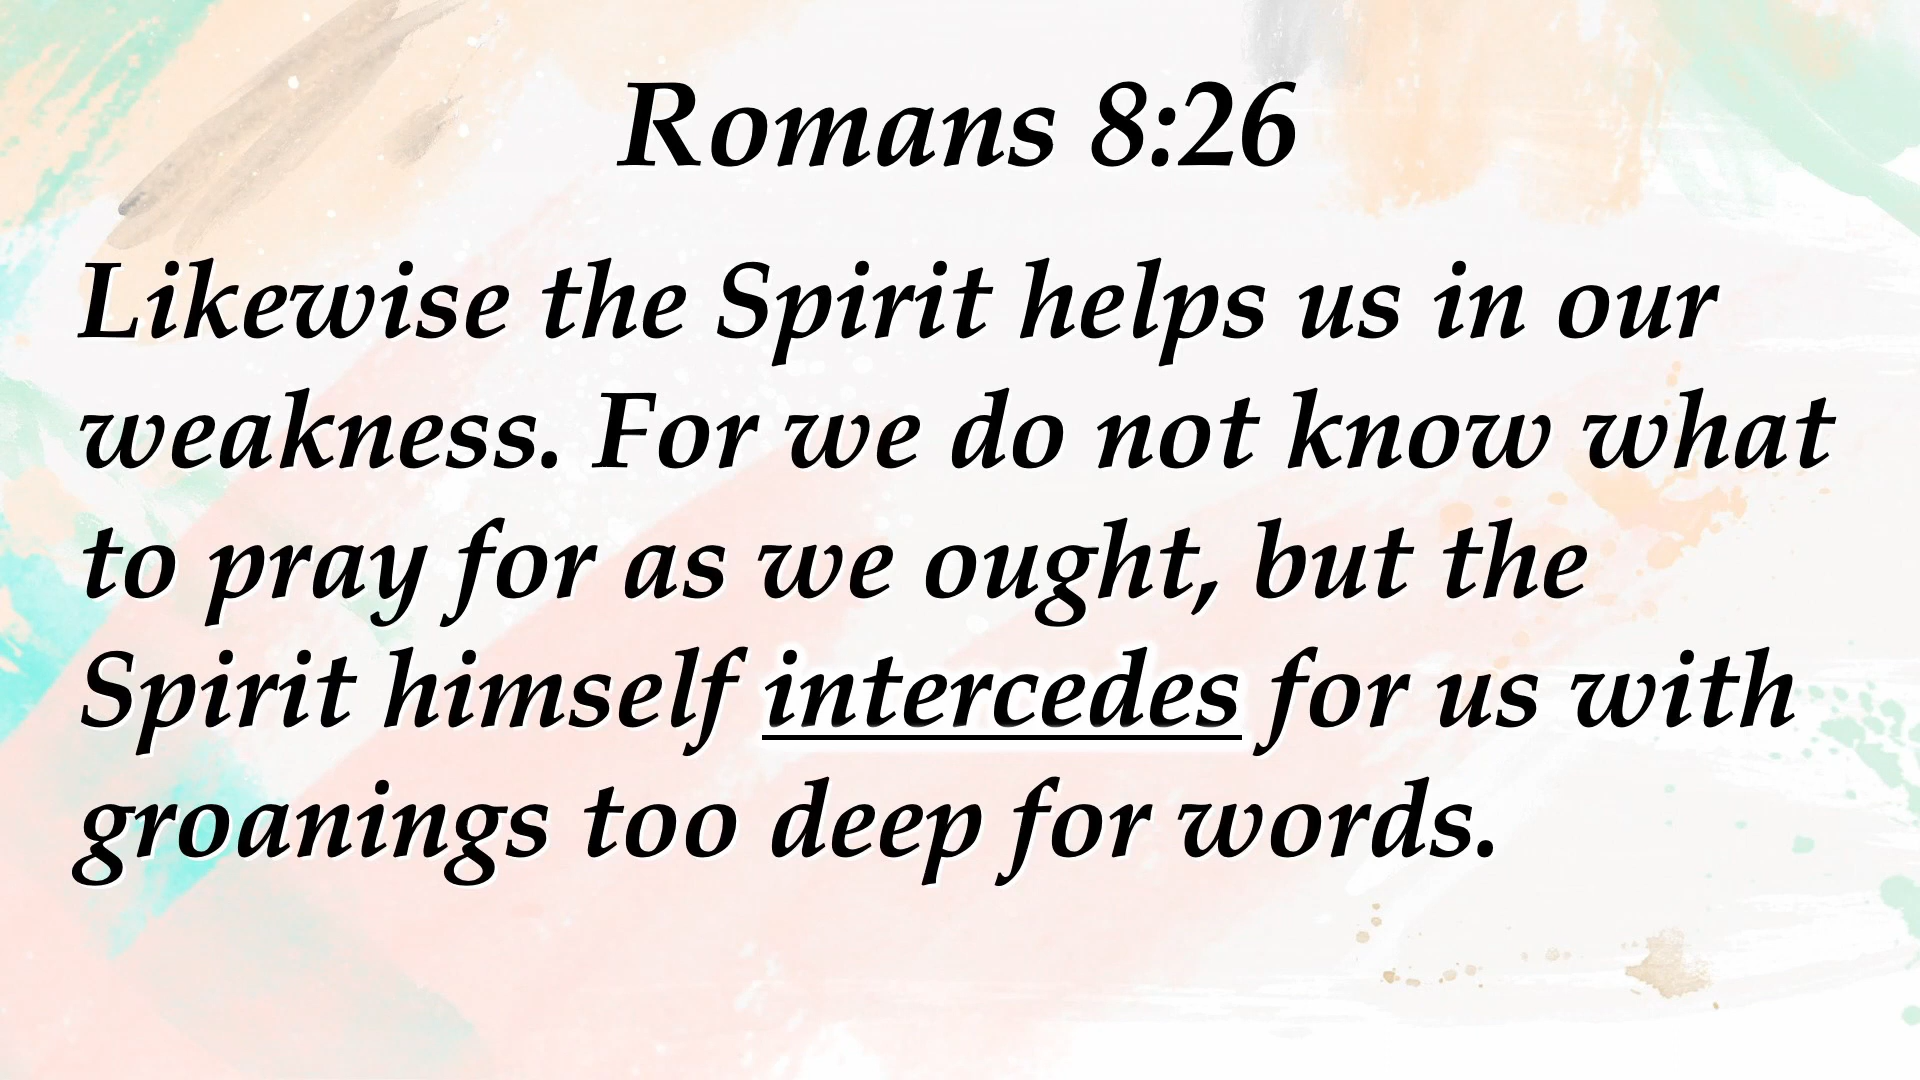 Romans 8:26
Likewise the Spirit helps us in our
weakness. For we do not know what
to pray for as we ought, but the
Spirit himself intercedes for us with
groanings too deep for words.